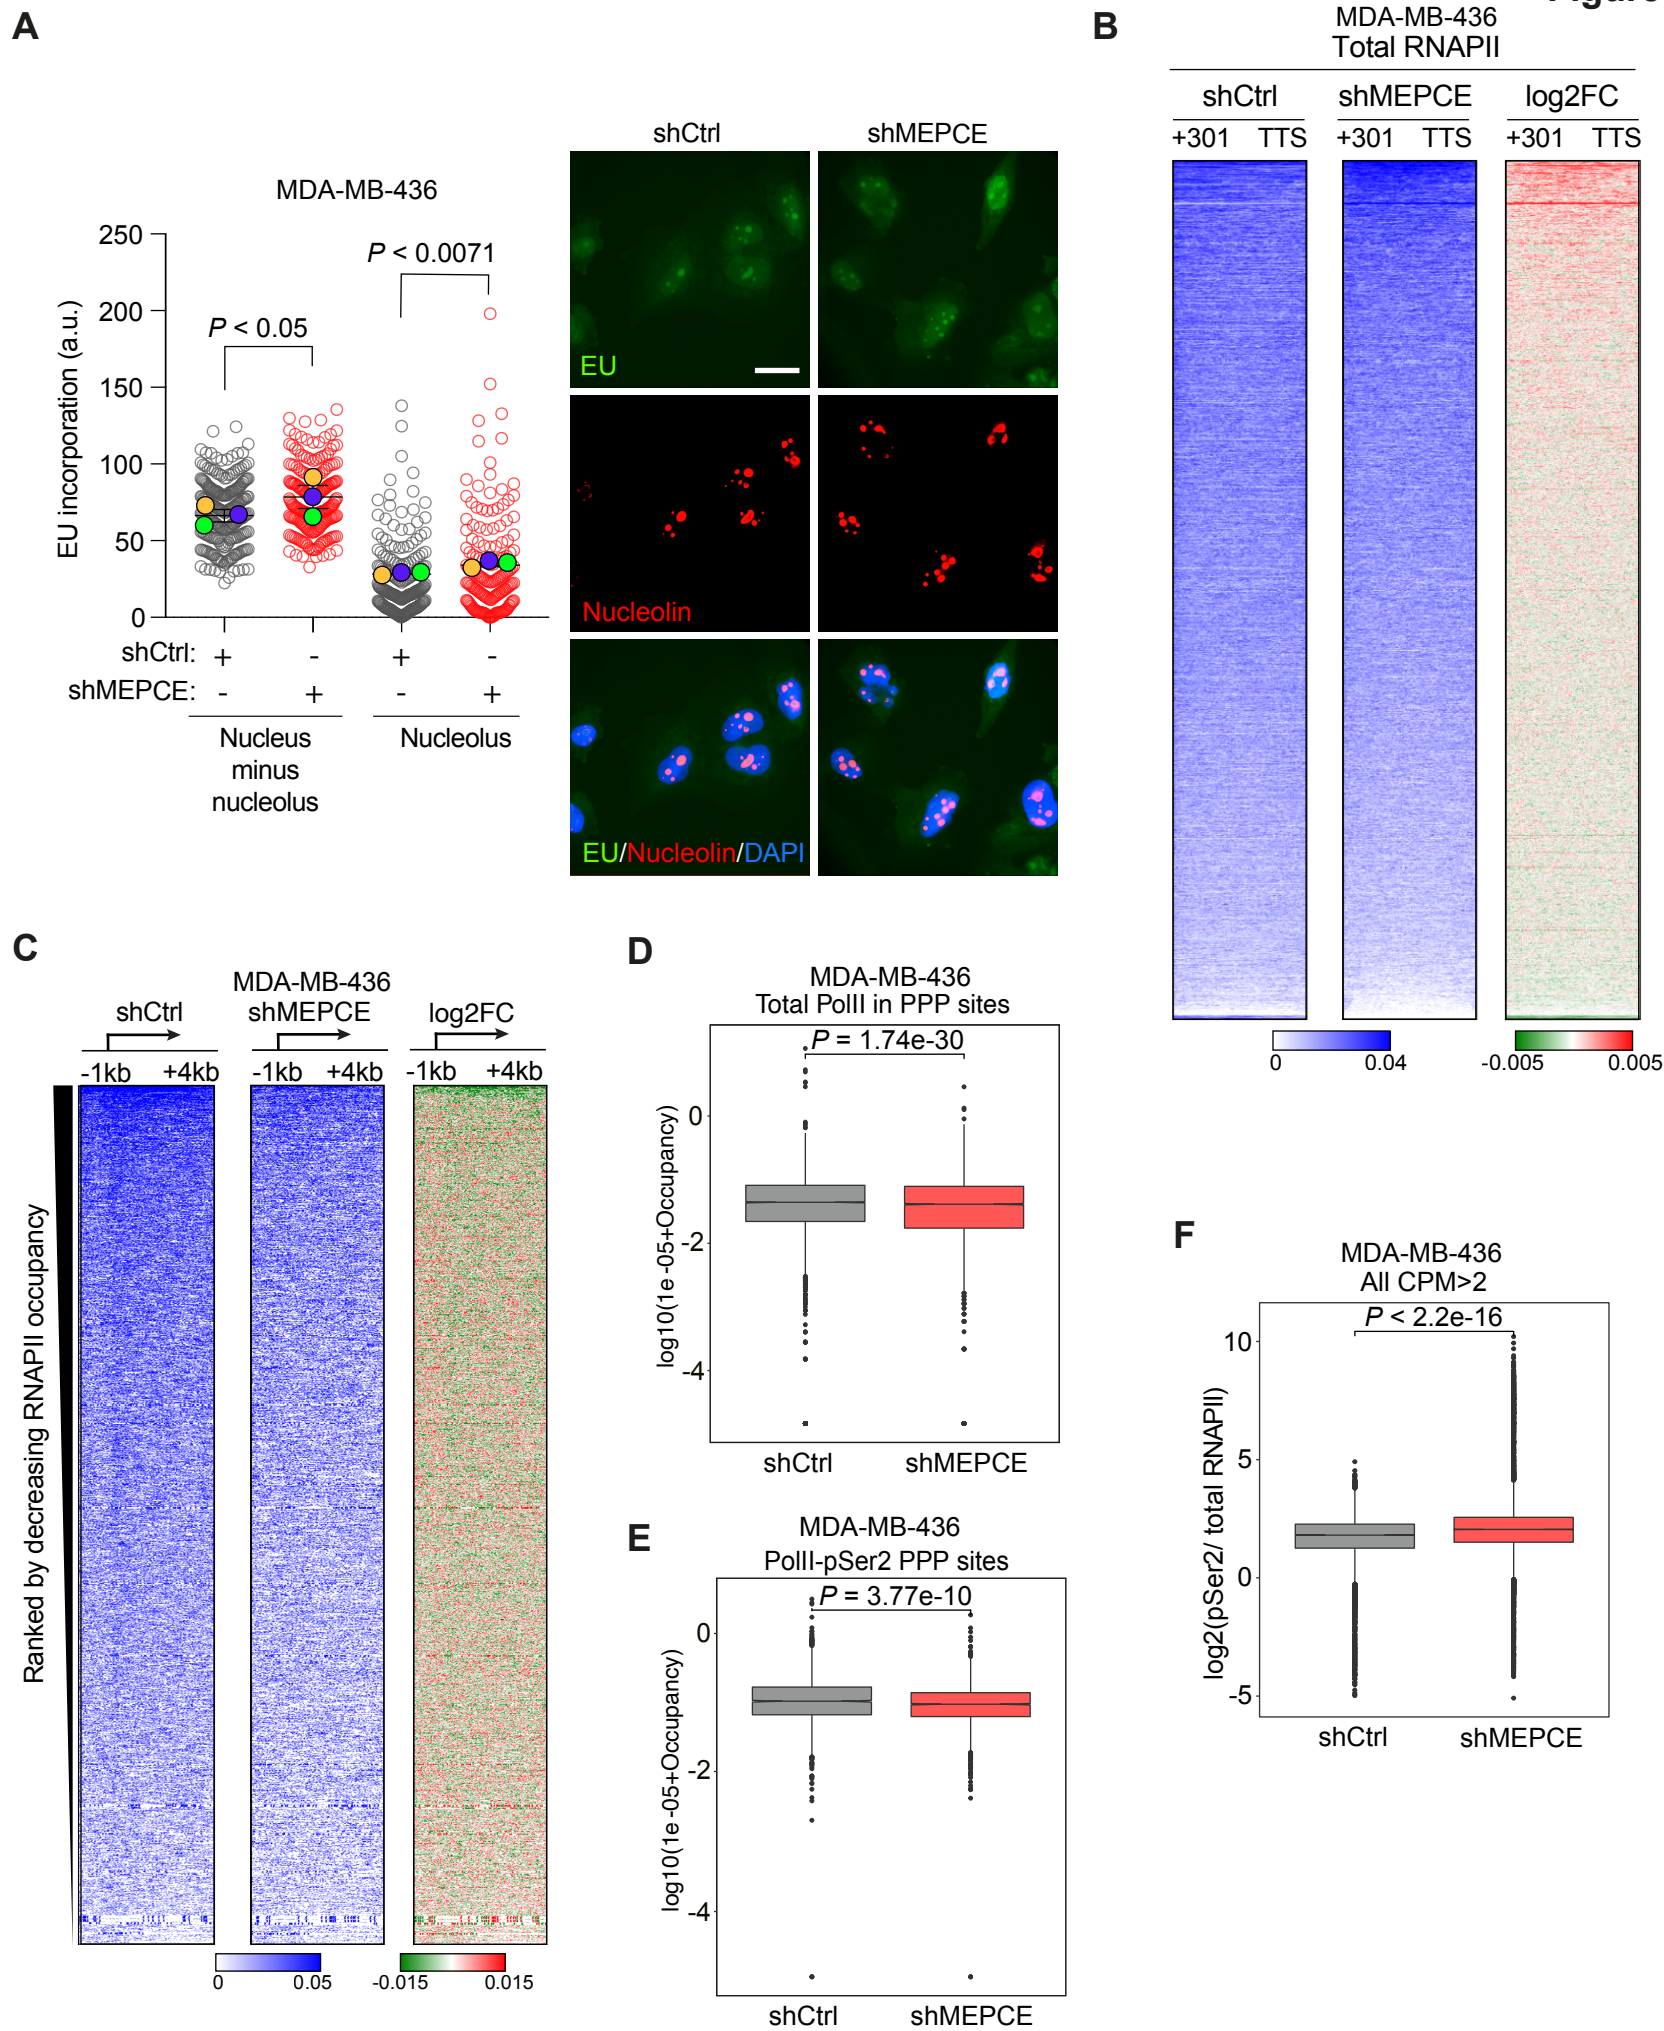 Figure
A
MDA-MB-436
P < 0.05
P < 0.0071
EU incorporation (a.u.)
250
200
150
100
50
0
shCtrl: + - + -
shMEPCE: - + - +
Nucleus
minus
nucleolus
Nucleolus
shCtrl shMEPCE
EU
Nucleolin
EU/Nucleolin/DAPI
B
MDA-MB-436
Total RNAPII
shCtrl shMEPCE log2FC
+301 TTS +301 TTS +301 TTS
0 0.04 -0.005 0.005
C
MDA-MB-436
shCtrl shMEPCE log2FC
-1kb +4kb -1kb +4kb -1kb +4kb
Ranked by decreasing RNAPII occupancy
0 0.05 -0.015 0.015
D
MDA-MB-436
Total PolII in PPP sites
P = 1.74e-30
log10(1e -05+Occupancy)
0
-2
-4
shCtrl shMEPCE
E
MDA-MB-436
PolII-pSer2 PPP sites
P = 3.77e-10
log10(1e -05+Occupancy)
0
-2
-4
shCtrl shMEPCE
F
MDA-MB-436
All CPM>2
P < 2.2e-16
log2(pSer2/ total RNAPII)
10
5
0
-5
shCtrl shMEPCE